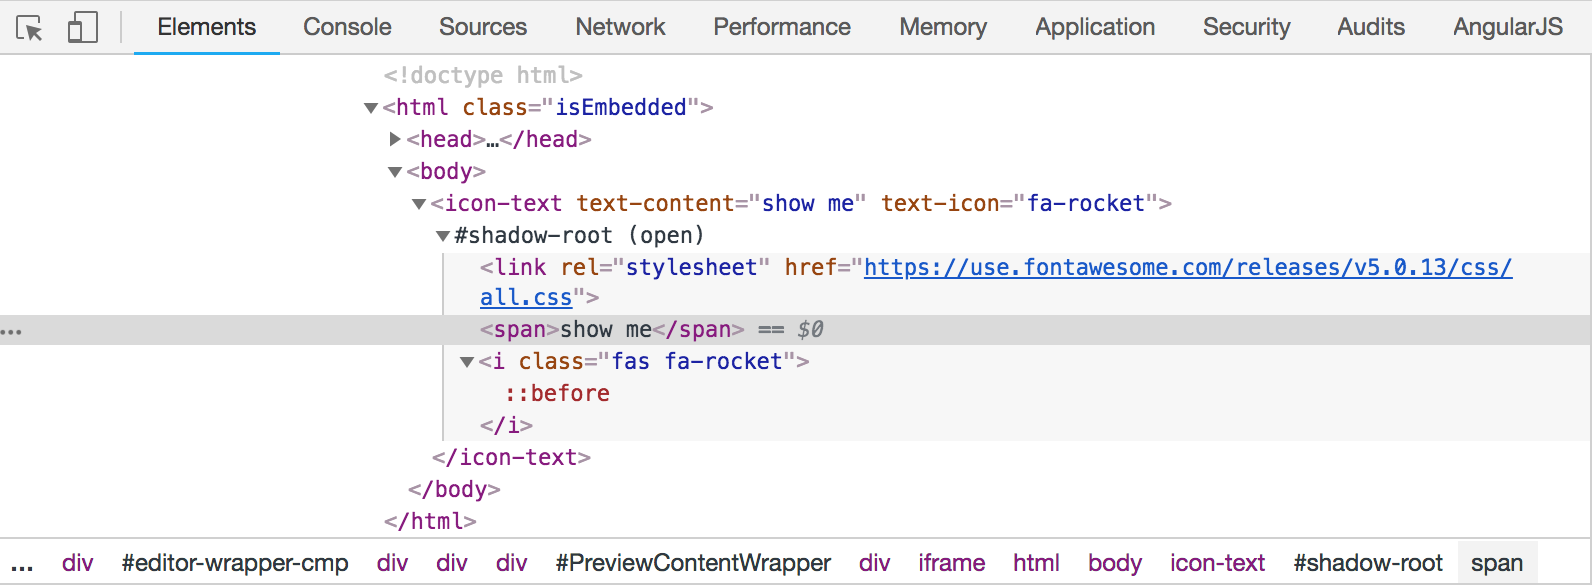 Elements Console Sources Network Performance Memory Application Security Audits AngularJS
<!doctype html>
<html class="isEmbedded">
<head>…</head>
<body>
<icon-text text-content="show me" text-icon="fa-rocket">
#shadow-root (open)
<link rel="stylesheet" href="https://use.fontawesome.com/releases/v5.0.13/css/
all.css">
... <span>show me</span> == $0
<i class="fas fa-rocket">
::before
</i>
</icon-text>
</body>
</html>
... div #editor-wrapper-cmp div div div #PreviewContentWrapper div iframe html body icon-text #shadow-root span